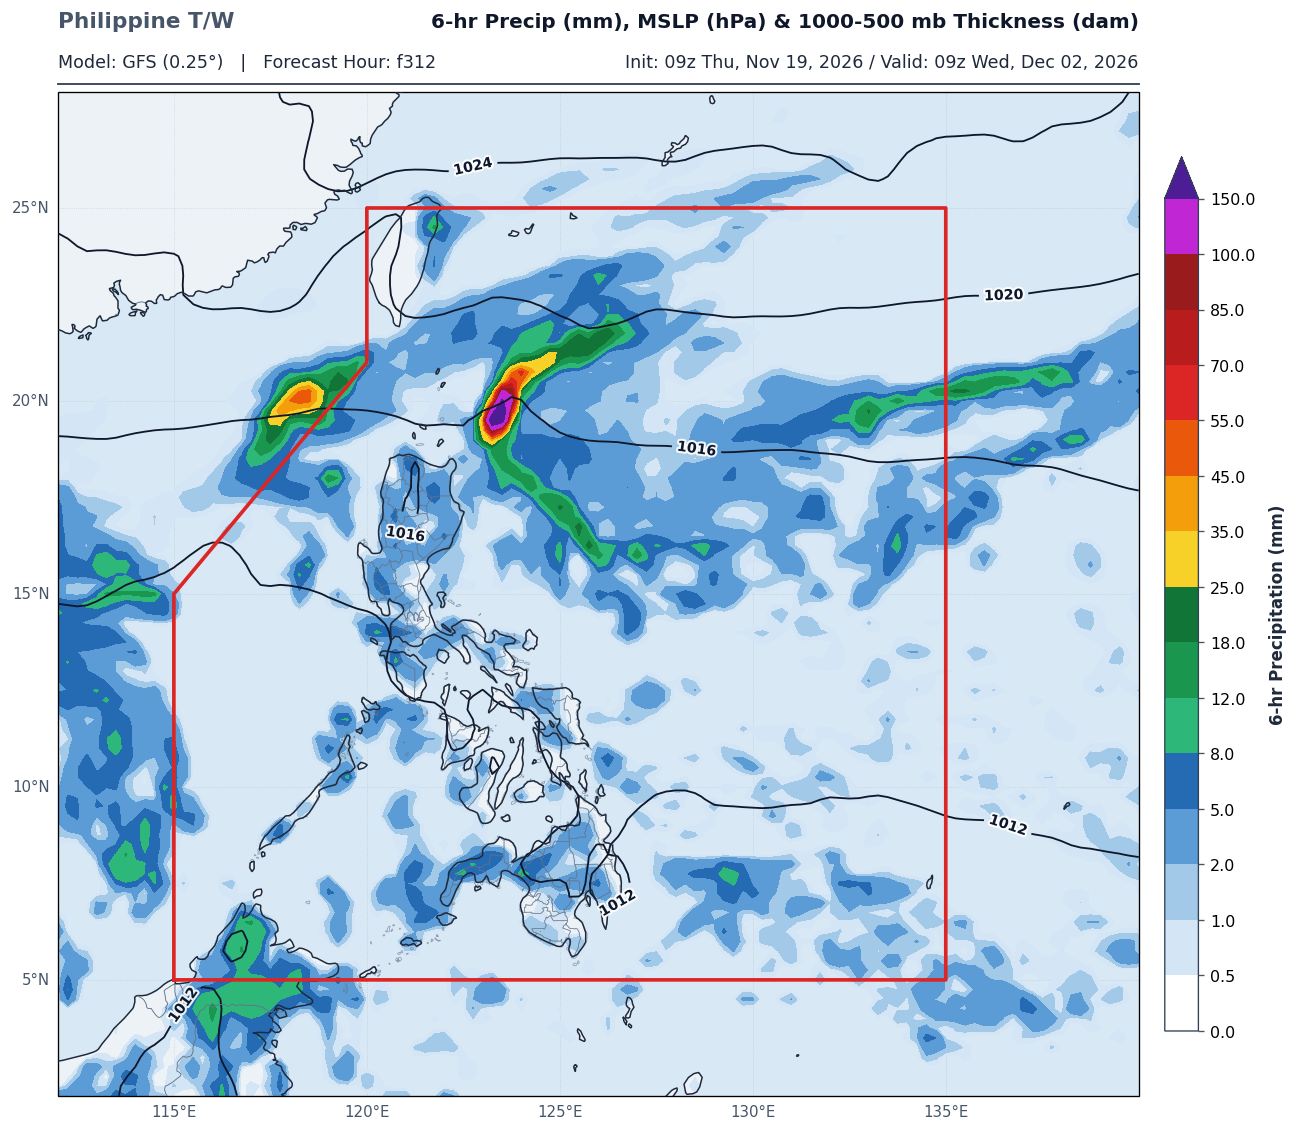 Philippine T/W
6-hr Precip (mm), MSLP (hPa) & 1000-500 mb Thickness (dam)
Model: GFS (0.25°) | Forecast Hour: f312
Init: 09z Thu, Nov 19, 2026 / Valid: 09z Wed, Dec 02, 2026
1024
1020
1016
1016
1012
1012
1012
25°N
20°N
15°N
10°N
5°N
115°E
120°E
125°E
130°E
135°E
150.0
100.0
85.0
70.0
55.0
45.0
35.0
25.0
18.0
12.0
8.0
5.0
2.0
1.0
0.5
0.0
6-hr Precipitation (mm)